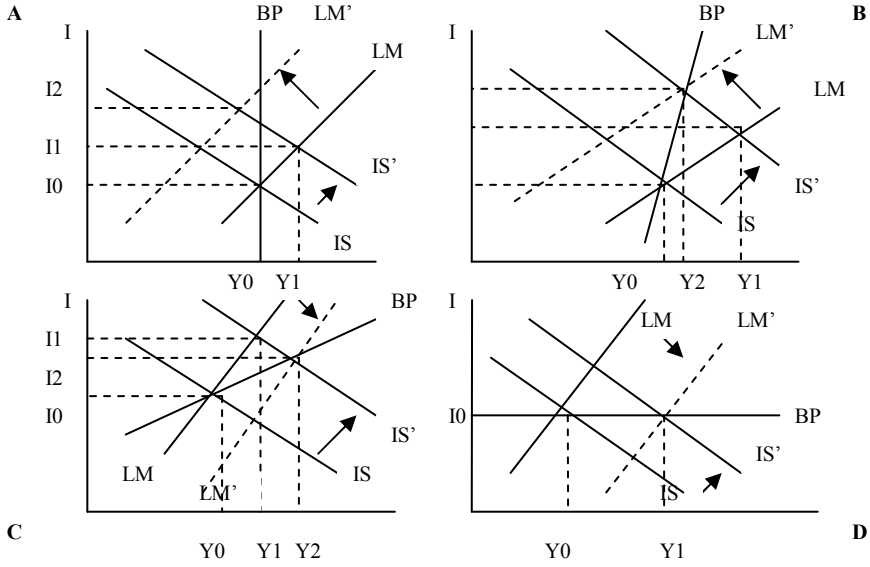 A
I
BP
LM’
LM
I2
I1
I0
IS’
IS
Y0 Y1
B
I
BP
LM’
LM
IS’
IS
Y0 Y2 Y1
I
BP
I1
I2
I0
IS’
IS
LM
LM’
Y0 Y1 Y2
C
I
LM
LM’
I0
BP
IS’
IS
Y0 Y1
D